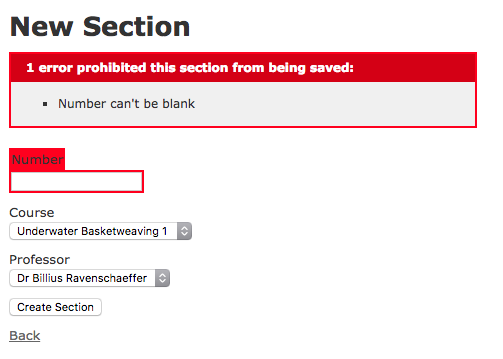 New Section
1 error prohibited this section from being saved:
Number can't be blank
Number
Course
Underwater Basketweaving 1
Professor
Dr Billius Ravenschaeffer
Create Section
Back